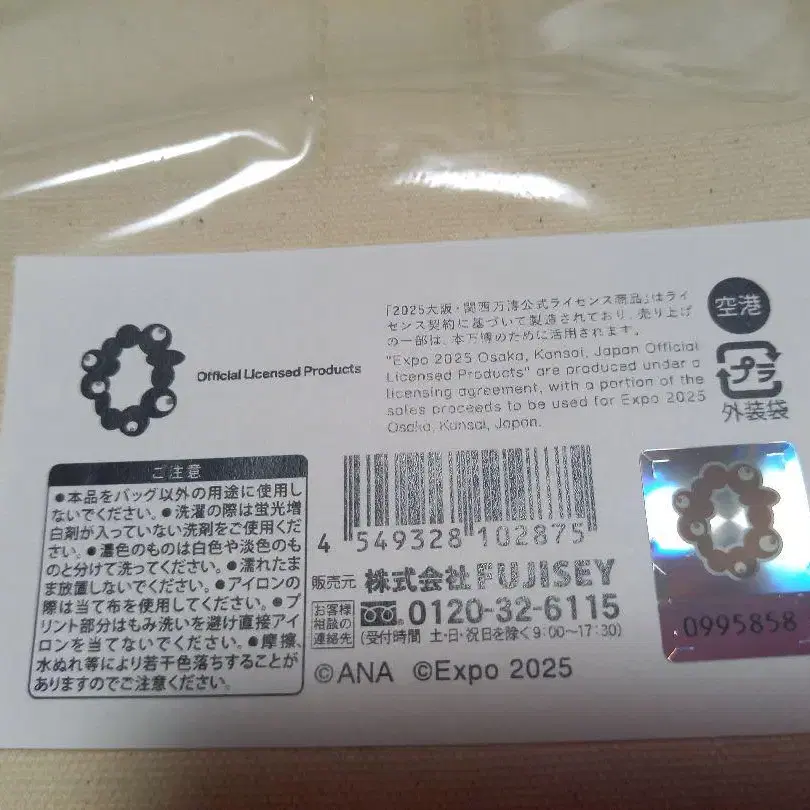 「2025大阪・関西万博公式ライセンス商品」はライ
センス契約に基づいて製造されており、売り上げ
の一部は、本万博のために活用されます。
"Expo 2025 Osaka, Kansai, Japan Official
Licensed Products" are produced under a
licensing agreement, with a portion of the
sales proceeds to be used for Expo 2025
Osaka, Kansai, Japan.
空港
プラ
外装袋
Official Licensed Products
ご注意
●本品をバッグ以外の用途に使用し
ないでください。●洗濯の際は蛍光増
白剤が入っていない洗剤をご使用くだ
さい。●濃色のものは白色や淡色のも
のと分けて洗ってください。●濡れたま
ま放置しないでください。●アイロンの
際は当て布を使用してください。●プ
リント部分はもみ洗いを避け直接アイ
ロンを当てないでください。●摩擦、
水ぬれ等により若干色落ちすることが
ありますのでご注意ください。
4 549328 102875
販売元 株式会社FUJISEY
お客様
相談の
連絡先
0120-32-6115
(受付時間 土・日・祝日を除く9:00〜17:30)
©ANA ©Expo 2025
0995858